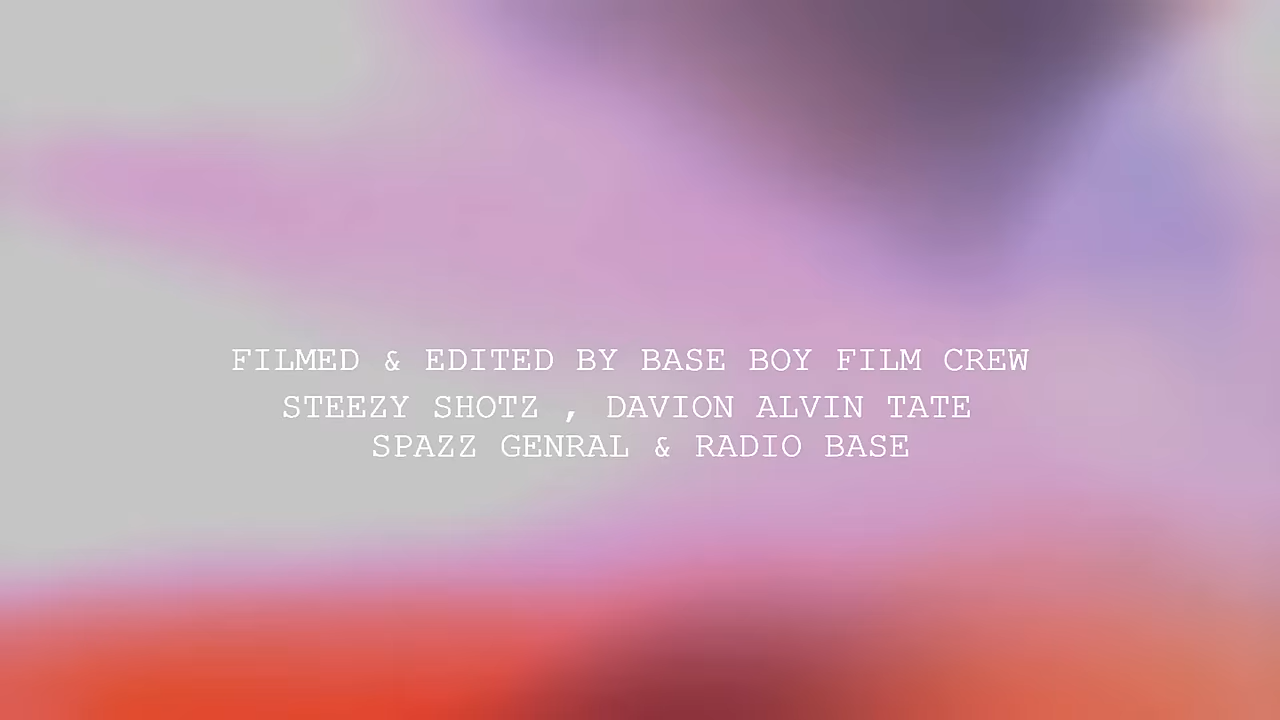 FILMED & EDITED BY BASE BOY FILM CREW
STEEZY SHOTZ , DAVION ALVIN TATE
SPAZZ GENRAL & RADIO BASE